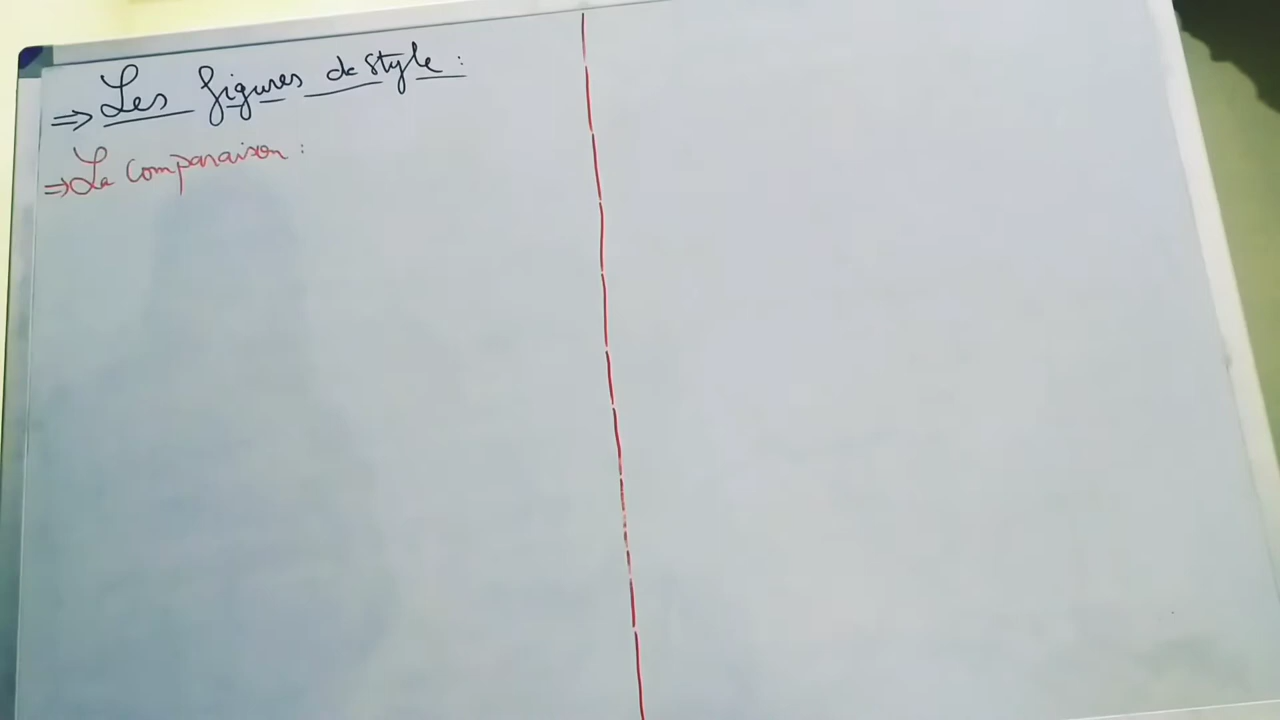 ⇒ Les figures de style :
⇒ La comparaison :